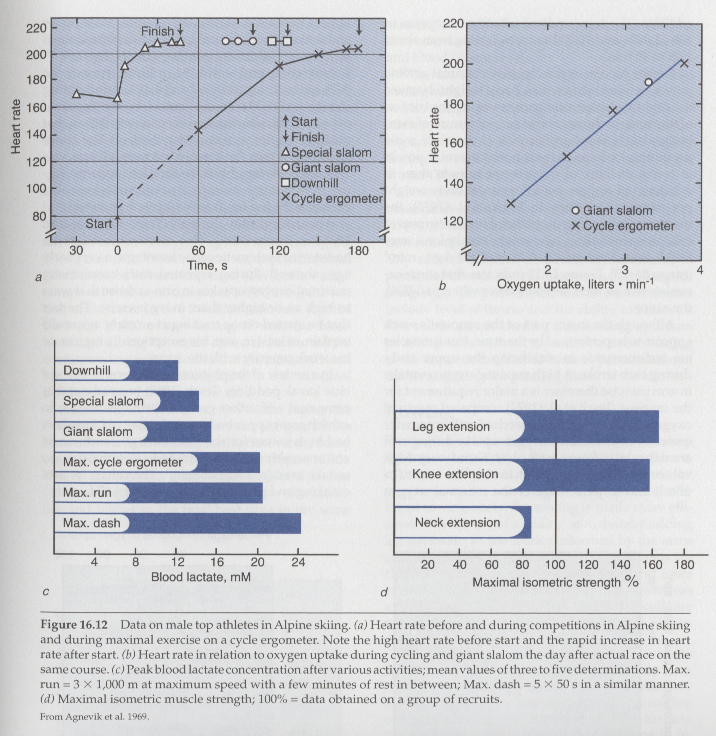 220
200
180
160
140
120
100
80
Heart rate
Finish
Start
↑ Start
↓ Finish
△ Special slalom
○ Giant slalom
□ Downhill
× Cycle ergometer
30 0 60 120 180
Time, s
a
220
200
180
160
140
120
Heart rate
○ Giant slalom
× Cycle ergometer
2 3 4
Oxygen uptake, liters • min-1
b
Downhill
Special slalom
Giant slalom
Max. cycle ergometer
Max. run
Max. dash
4 8 12 16 20 24
Blood lactate, mM
c
Leg extension
Knee extension
Neck extension
20 40 60 80 100 120 140 160 180
Maximal isometric strength %
d
Figure 16.12 Data on male top athletes in Alpine skiing. (a) Heart rate before and during competitions in Alpine skiing
and during maximal exercise on a cycle ergometer. Note the high heart rate before start and the rapid increase in heart
rate after start. (b) Heart rate in relation to oxygen uptake during cycling and giant slalom the day after actual race on the
same course. (c) Peak blood lactate concentration after various activities; mean values of three to five determinations. Max.
run = 3 × 1,000 m at maximum speed with a few minutes of rest in between; Max. dash = 5 × 50 s in a similar manner.
(d) Maximal isometric muscle strength; 100% = data obtained on a group of recruits.
From Agnevik et al. 1969.